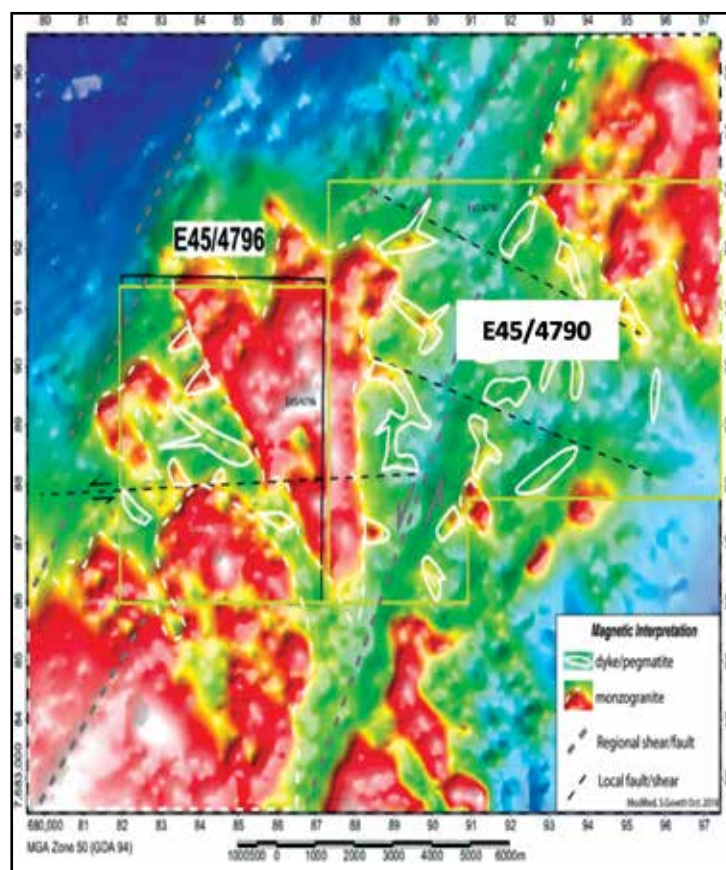 80 81 82 83 84 85 86 87 88 89 90 91 92 93 94 95 96 97
95
94
93
92
91
90
89
88
87
86
85
84
7,683,000
E45/4796
E45/4790
Magnetic Interpretation
dyke/pegmatite
monzogranite
Regional shear/fault
Local fault/shear
680,000 81 82 83 84 85 86 87 88 89 90 91 92 93 94 95 96 97
MGA Zone 50 (GDA 94)
1000500 0 1000 2000 3000 4000 5000 6000m